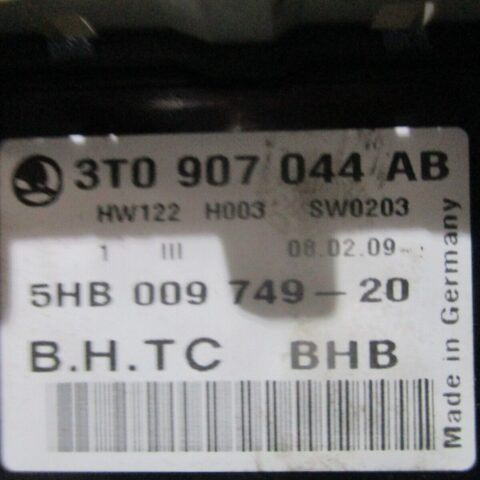 3T0 907 044 AB
HW122 H003 SW0203
1 III 08.02.09
5HB 009 749-20
B.H.TC BHB
Made in Germany